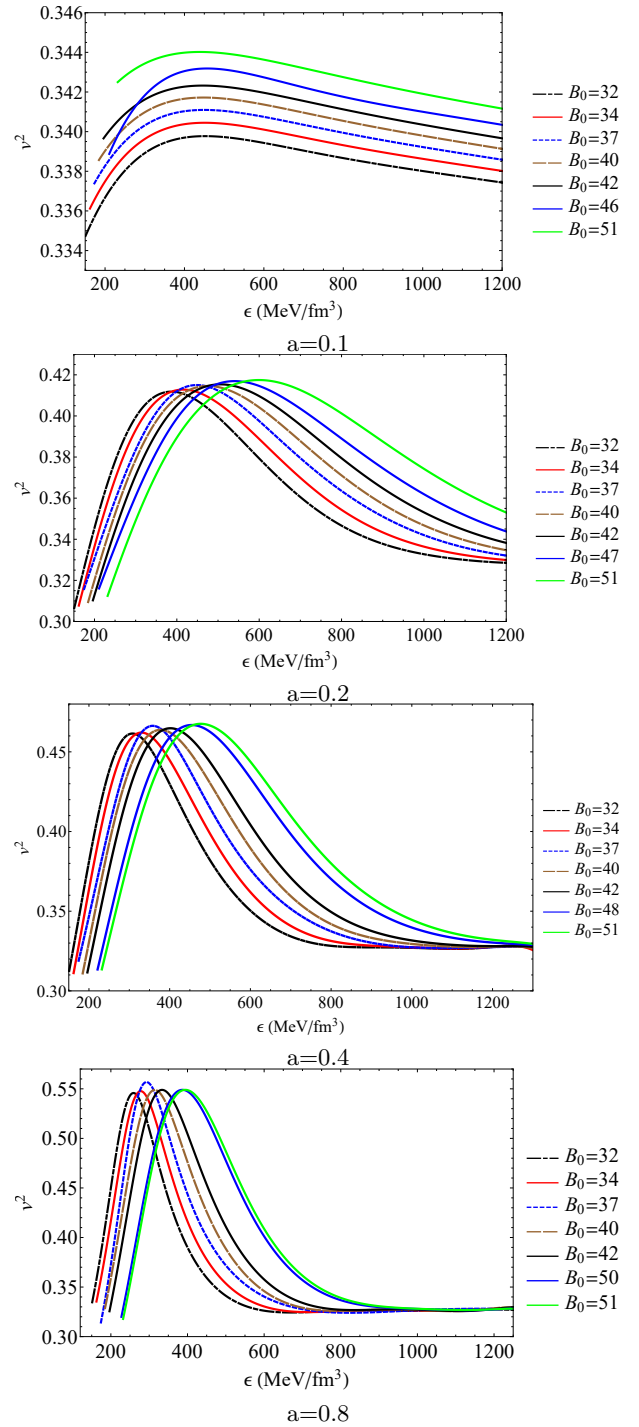 0.346
0.344
0.342
0.340
0.338
0.336
0.334
ν²
200 400 600 800 1000 1200
ϵ (MeV/fm³)
B₀=32
B₀=34
B₀=37
B₀=40
B₀=42
B₀=46
B₀=51
a=0.1
0.42
0.40
0.38
0.36
0.34
0.32
0.30
ν²
200 400 600 800 1000 1200
ϵ (MeV/fm³)
B₀=32
B₀=34
B₀=37
B₀=40
B₀=42
B₀=47
B₀=51
a=0.2
0.45
0.40
0.35
0.30
ν²
200 400 600 800 1000 1200
ϵ (MeV/fm³)
B₀=32
B₀=34
B₀=37
B₀=40
B₀=42
B₀=48
B₀=51
a=0.4
0.55
0.50
0.45
0.40
0.35
0.30
ν²
200 400 600 800 1000 1200
ϵ (MeV/fm³)
B₀=32
B₀=34
B₀=37
B₀=40
B₀=42
B₀=50
B₀=51
a=0.8